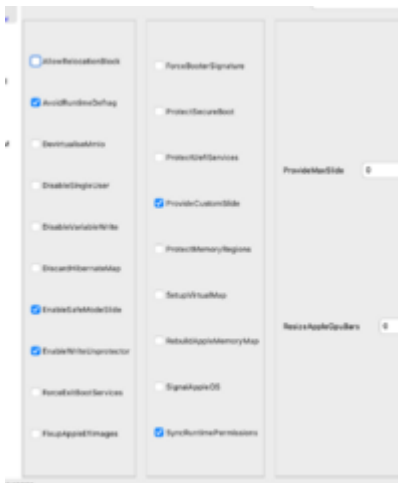 AllowRelocationBlock
AvoidRuntimeDefrag
DevirtualiseMmio
DisableSingleUser
DisableVariableWrite
DiscardHibernateMap
EnableSafeModeSlide
EnableWriteUnprotector
ForceExitBootServices
FixupAppleEfiImages
ForceBooterSignature
ProtectSecureBoot
ProtectUefiServices
ProvideCustomSlide
ProtectMemoryRegions
SetupVirtualMap
RebuildAppleMemoryMap
SignalAppleOS
SyncRuntimePermissions
ProvideMaxSlide 0
ResizeAppleGpuBars 0